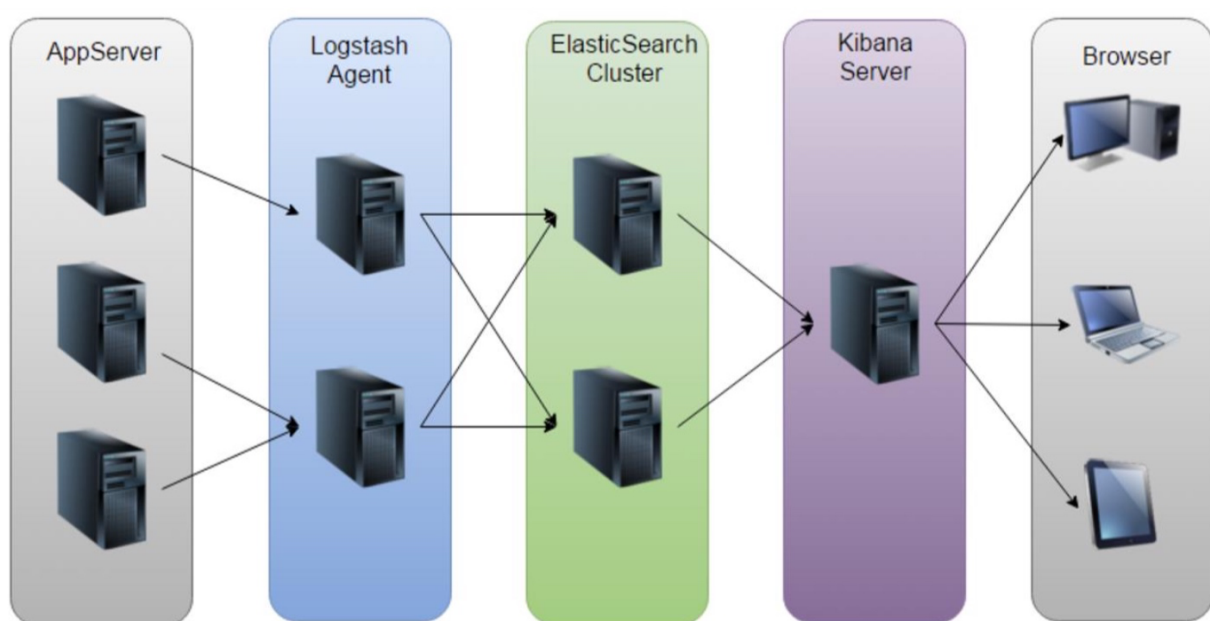 AppServer
Logstash
Agent
ElasticSearch
Cluster
Kibana
Server
Browser